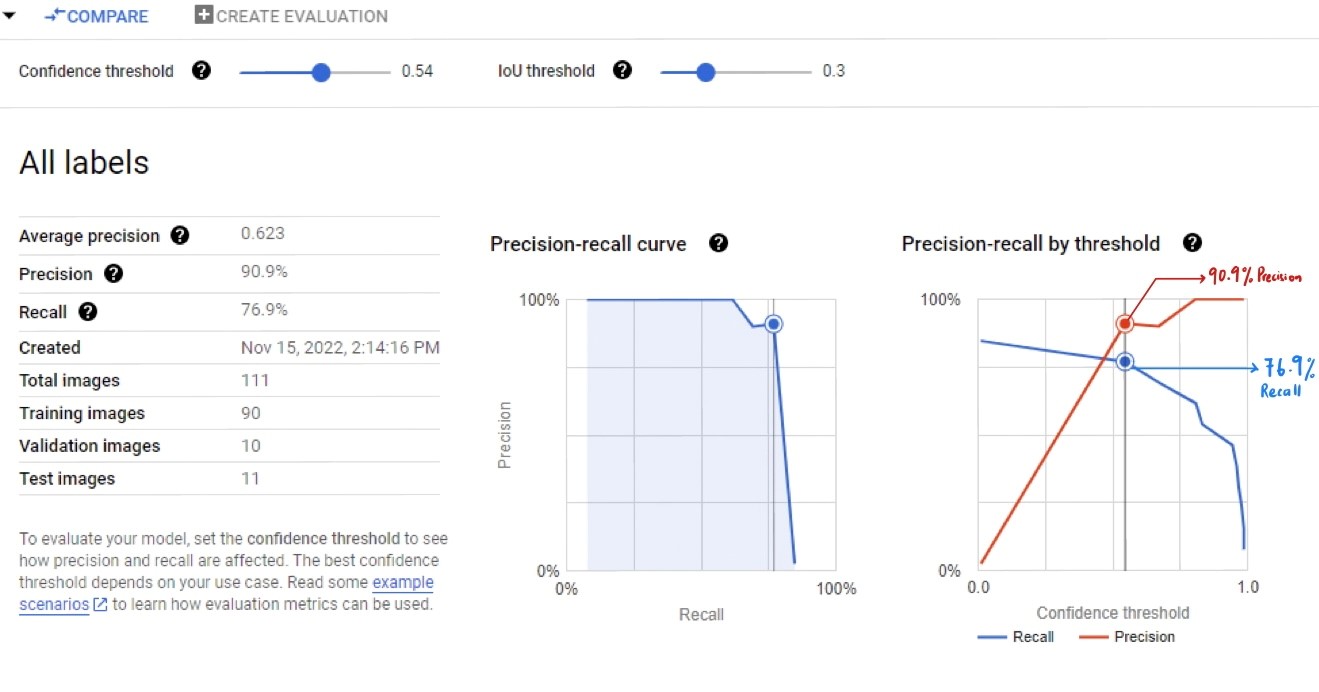 COMPARE
CREATE EVALUATION
Confidence threshold ? 0.54 IoU threshold ? 0.3
All labels
Average precision ? 0.623
Precision ? 90.9%
Recall ? 76.9%
Created Nov 15, 2022, 2:14:16 PM
Total images 111
Training images 90
Validation images 10
Test images 11
To evaluate your model, set the confidence threshold to see
how precision and recall are affected. The best confidence
threshold depends on your use case. Read some example
scenarios to learn how evaluation metrics can be used.
Precision-recall curve ?
100%
Precision
0%
0% 100%
Recall
Precision-recall by threshold ?
90.9% Precision
100%
76.9%
Recall
0%
0.0 1.0
Confidence threshold
Recall Precision